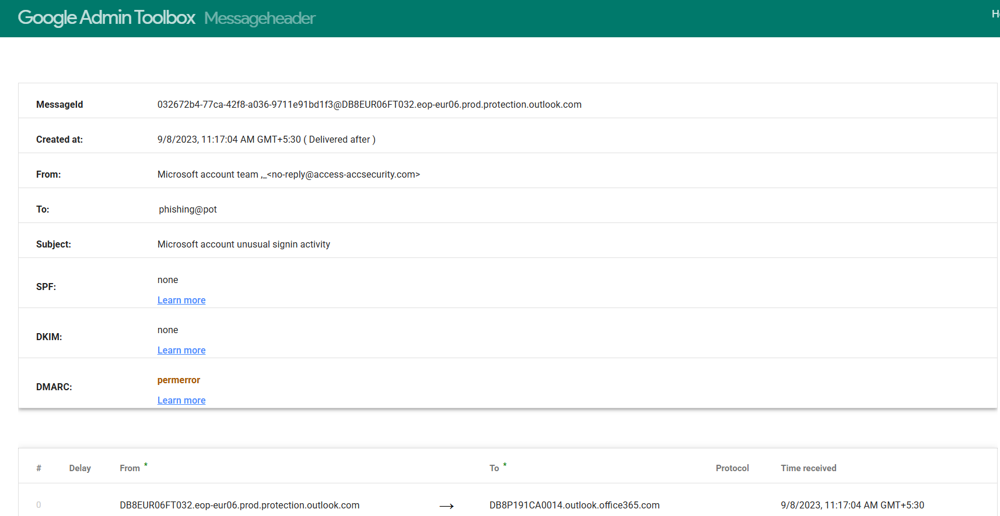 Google Admin Toolbox Messageheader
MessageId 032672b4-77ca-42f8-a036-9711e91bd1f3@DB8EUR06FT032.eop-eur06.prod.protection.outlook.com
Created at: 9/8/2023, 11:17:04 AM GMT+5:30 ( Delivered after )
From: Microsoft account team ,_<no-reply@access-accsecurity.com>
To: phishing@pot
Subject: Microsoft account unusual signin activity
SPF: none
Learn more
DKIM: none
Learn more
DMARC: permerror
Learn more
# Delay From * To * Protocol Time received
0 DB8EUR06FT032.eop-eur06.prod.protection.outlook.com → DB8P191CA0014.outlook.office365.com 9/8/2023, 11:17:04 AM GMT+5:30